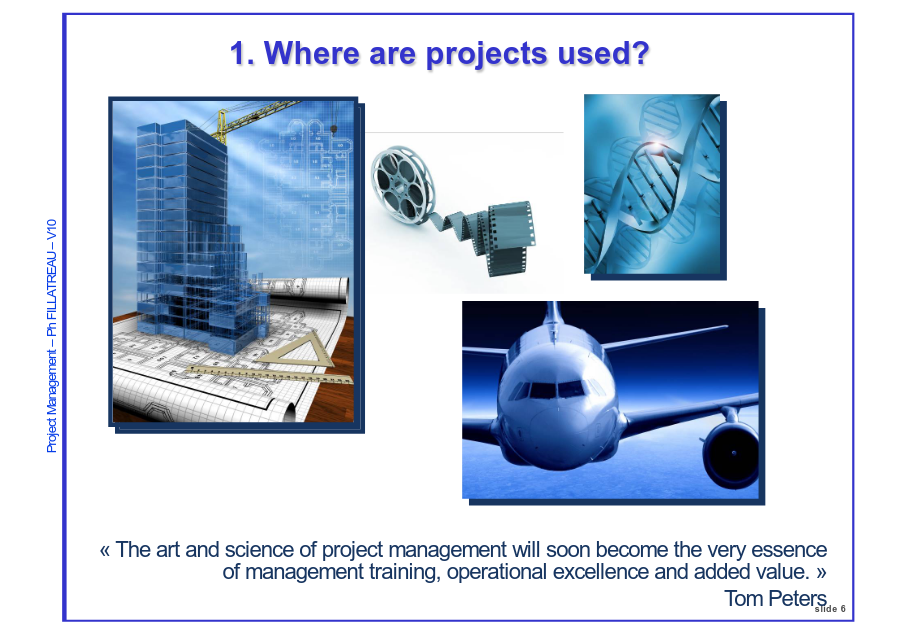 1. Where are projects used?
Project Management – Ph FILLATREAU – V10
« The art and science of project management will soon become the very essence
of management training, operational excellence and added value. »
Tom Peters
slide 6